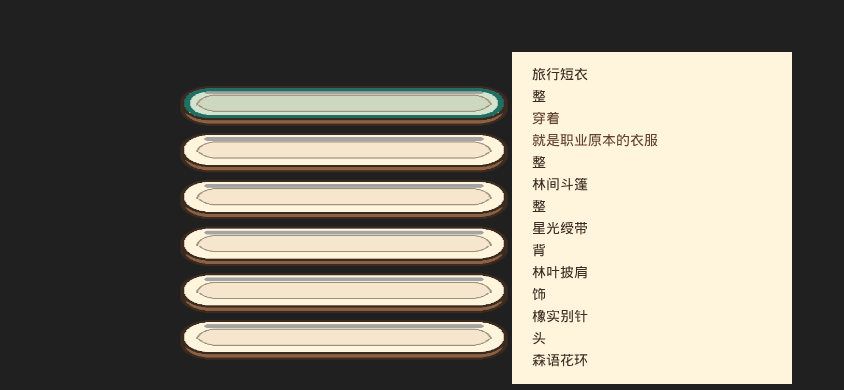 旅行短衣
整
穿着
就是职业原本的衣服
整
林间斗篷
整
星光绶带
背
林叶披肩
饰
橡实别针
头
森语花环